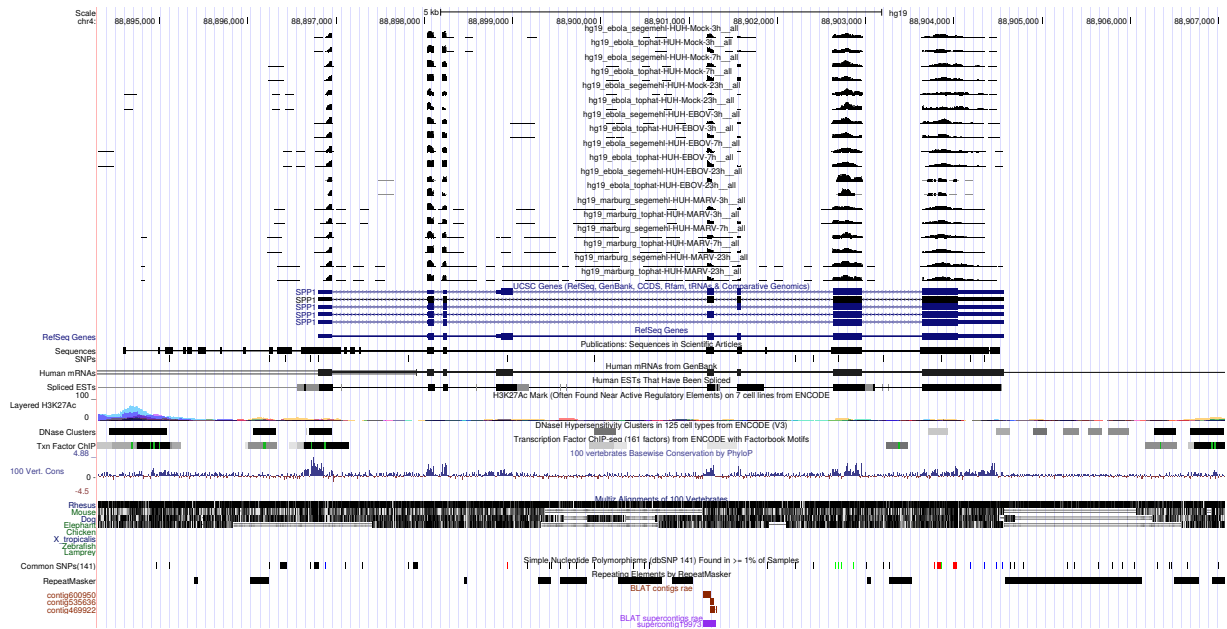 Scale 5 kb hg19
chr4: 88,895,000 88,896,000 88,897,000 88,898,000 88,899,000 88,900,000 88,901,000 88,902,000 88,903,000 88,904,000 88,905,000 88,906,000 88,907,000
hg19_ebola_segemehl-HUH-Mock-3h__all
hg19_ebola_tophat-HUH-Mock-3h__all
hg19_ebola_segemehl-HUH-Mock-7h__all
hg19_ebola_tophat-HUH-Mock-7h__all
hg19_ebola_segemehl-HUH-Mock-23h__all
hg19_ebola_tophat-HUH-Mock-23h__all
hg19_ebola_segemehl-HUH-EBOV-3h__all
hg19_ebola_tophat-HUH-EBOV-3h__all
hg19_ebola_segemehl-HUH-EBOV-7h__all
hg19_ebola_tophat-HUH-EBOV-7h__all
hg19_ebola_segemehl-HUH-EBOV-23h__all
hg19_ebola_tophat-HUH-EBOV-23h__all
hg19_marburg_segemehl-HUH-MARV-3h__all
hg19_marburg_tophat-HUH-MARV-3h__all
hg19_marburg_segemehl-HUH-MARV-7h__all
hg19_marburg_tophat-HUH-MARV-7h__all
hg19_marburg_segemehl-HUH-MARV-23h__all
hg19_marburg_tophat-HUH-MARV-23h__all
UCSC Genes (RefSeq, GenBank, CCDS, Rfam, tRNAs & Comparative Genomics)
SPP1
SPP1
SPP1
SPP1
SPP1
RefSeq Genes
RefSeq Genes
Publications: Sequences in Scientific Articles
Sequences
SNPs
Human mRNAs from GenBank
Human mRNAs
Human ESTs That Have Been Spliced
Spliced ESTs
H3K27Ac Mark (Often Found Near Active Regulatory Elements) on 7 cell lines from ENCODE
100
Layered H3K27Ac
0
DNaseI Hypersensitivity Clusters in 125 cell types from ENCODE (V3)
DNase Clusters
Transcription Factor ChIP-seq (161 factors) from ENCODE with Factorbook Motifs
Txn Factor ChIP
100 vertebrates Basewise Conservation by PhyloP
4.88
100 Vert. Cons
0
-4.5
Multiz Alignments of 100 Vertebrates
Rhesus
Mouse
Dog
Elephant
Chicken
X_tropicalis
Zebrafish
Lamprey
Simple Nucleotide Polymorphisms (dbSNP 141) Found in >= 1% of Samples
Common SNPs(141)
Repeating Elements by RepeatMasker
RepeatMasker
BLAT contigs rae
contig600950
contig535636
contig469922
BLAT supercontigs rae
supercontig19973